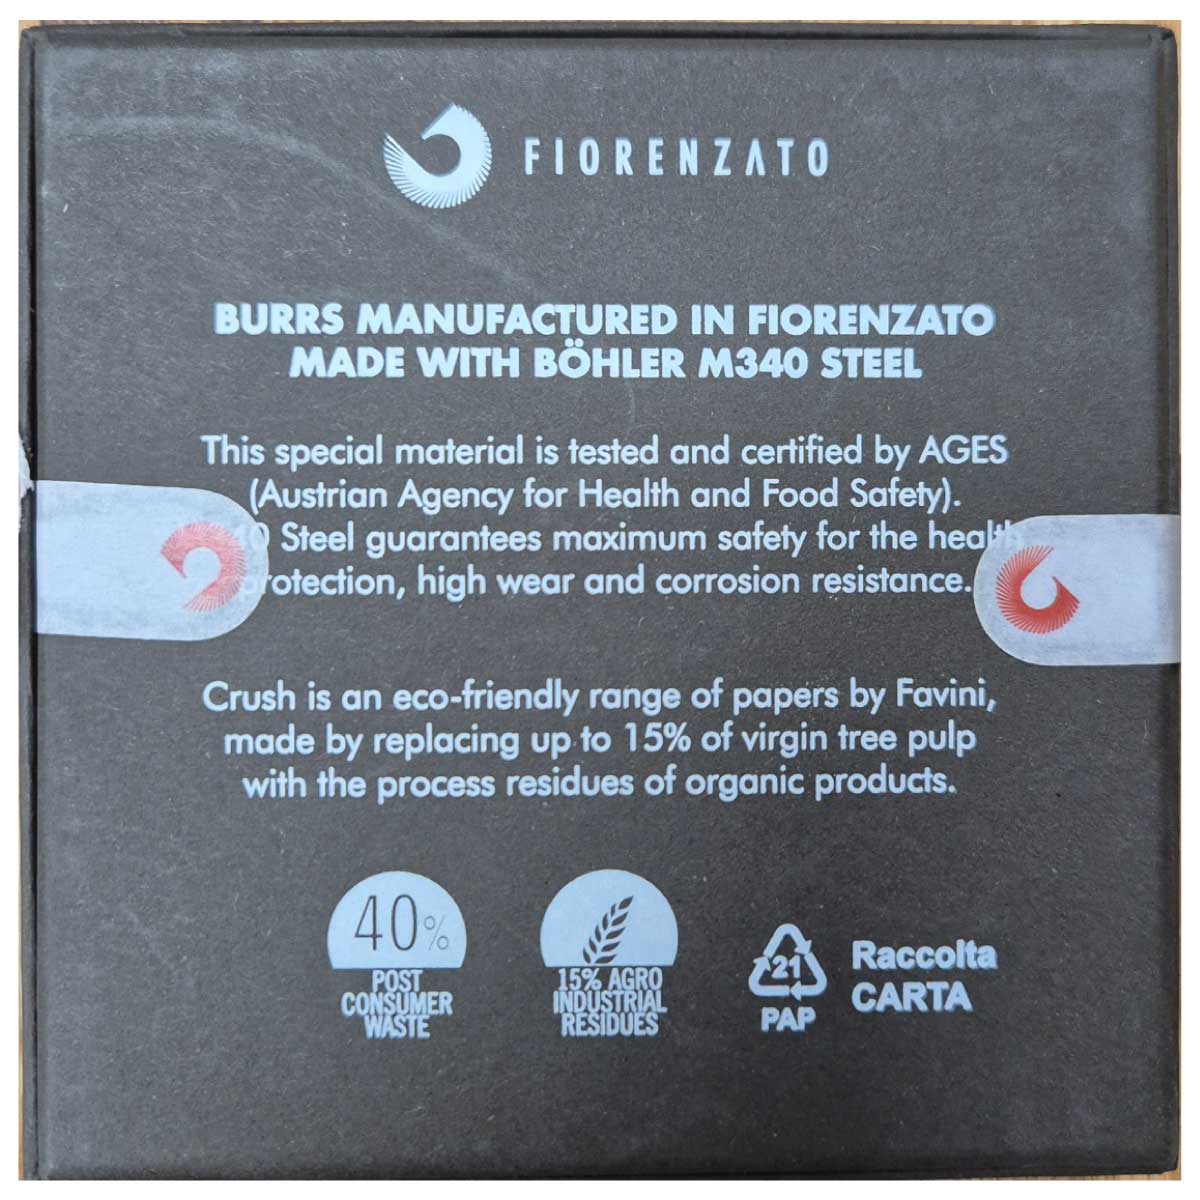 FIORENZATO
BURRS MANUFACTURED IN FIORENZATO
MADE WITH BÖHLER M340 STEEL
This special material is tested and certified by AGES
(Austrian Agency for Health and Food Safety).
Steel guarantees maximum safety for the health
protection, high wear and corrosion resistance.
Crush is an eco-friendly range of papers by Favini,
made by replacing up to 15% of virgin tree pulp
with the process residues of organic products.
40%
POST
CONSUMER
WASTE
15% AGRO
INDUSTRIAL
RESIDUES
21
PAP
Raccolta
CARTA